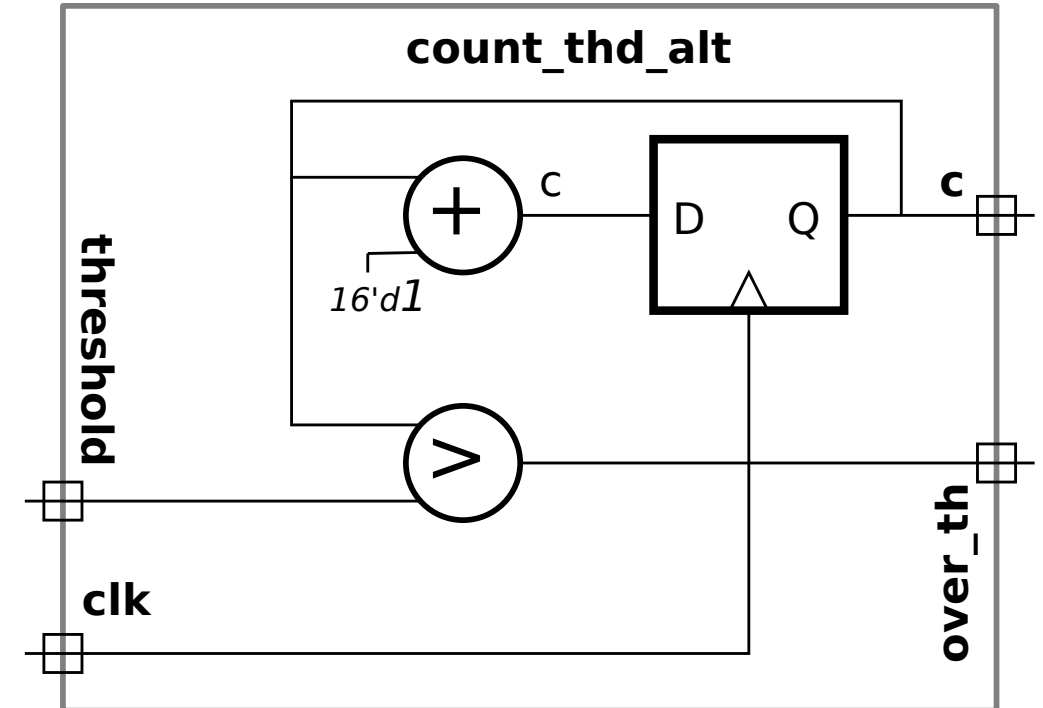 count_thd_alt
c
c
+
D
Q
16'd1
threshold
>
over_th
clk